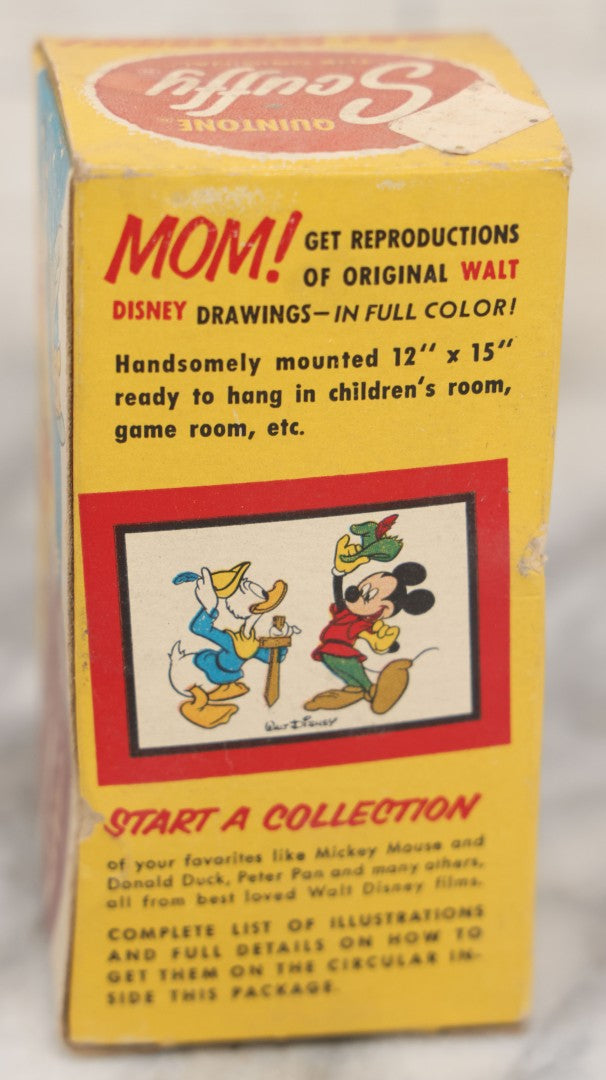 Scuffy
QUINTONE
MOM! GET REPRODUCTIONS
OF ORIGINAL WALT
DISNEY DRAWINGS—IN FULL COLOR!
Handsomely mounted 12" x 15"
ready to hang in children's room,
game room, etc.
WALT DISNEY
START A COLLECTION
of your favorites like Mickey Mouse and
Donald Duck, Peter Pan and many others,
all from best loved Walt Disney films.
COMPLETE LIST OF ILLUSTRATIONS
AND FULL DETAILS ON HOW TO
GET THEM ON THE CIRCULAR IN-
SIDE THIS PACKAGE.